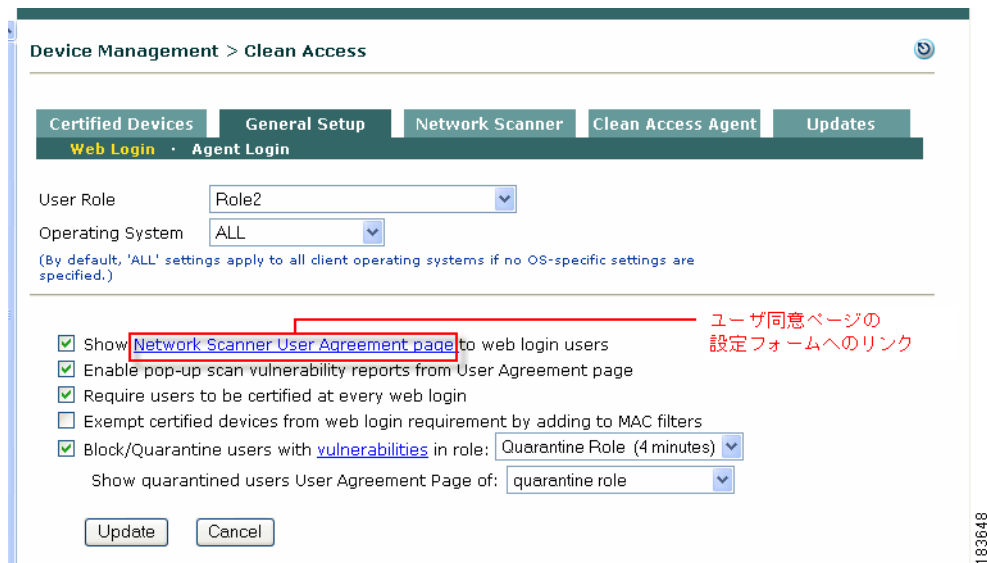 Device Management > Clean Access
Certified Devices General Setup Network Scanner Clean Access Agent Updates
Web Login · Agent Login
User Role Role2
Operating System ALL
(By default, 'ALL' settings apply to all client operating systems if no OS-specific settings are
specified.)
ユーザ同意ページの
設定フォームへのリンク
Show Network Scanner User Agreement page to web login users
Enable pop-up scan vulnerability reports from User Agreement page
Require users to be certified at every web login
Exempt certified devices from web login requirement by adding to MAC filters
Block/Quarantine users with vulnerabilities in role: Quarantine Role (4 minutes)
Show quarantined users User Agreement Page of: quarantine role
Update Cancel
183648